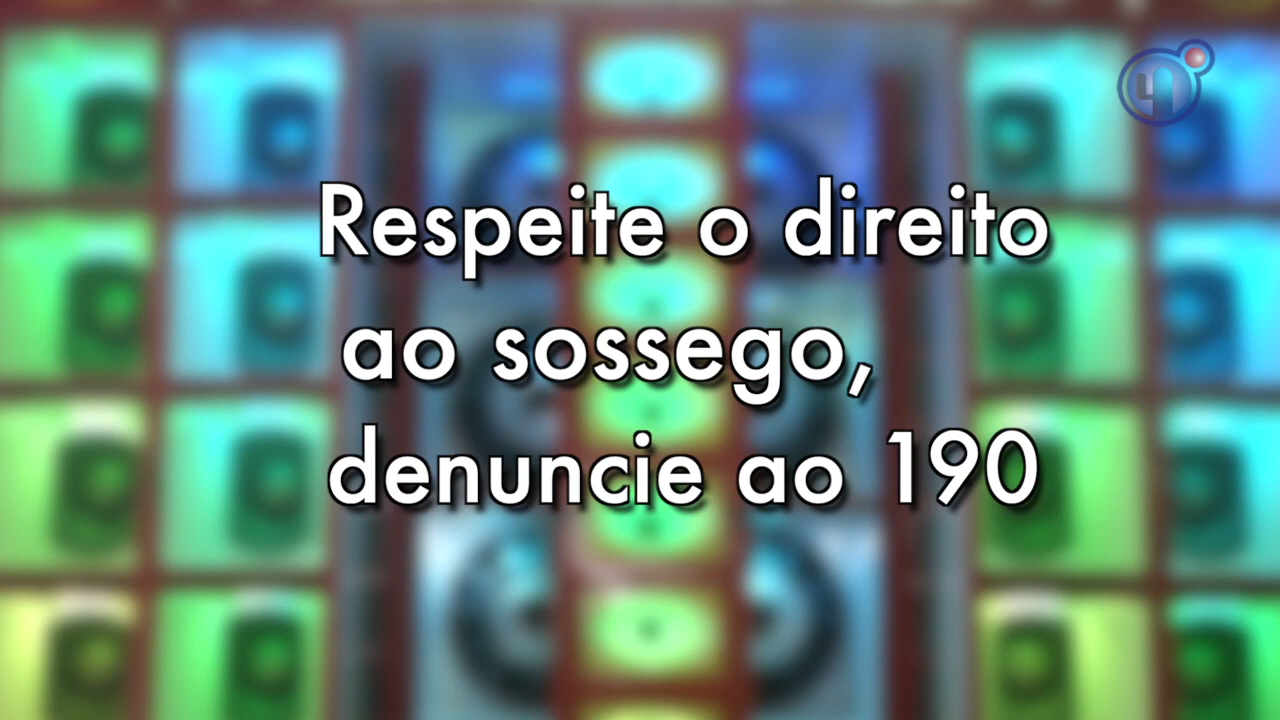 Respeite o direito
ao sossego,
denuncie ao 190